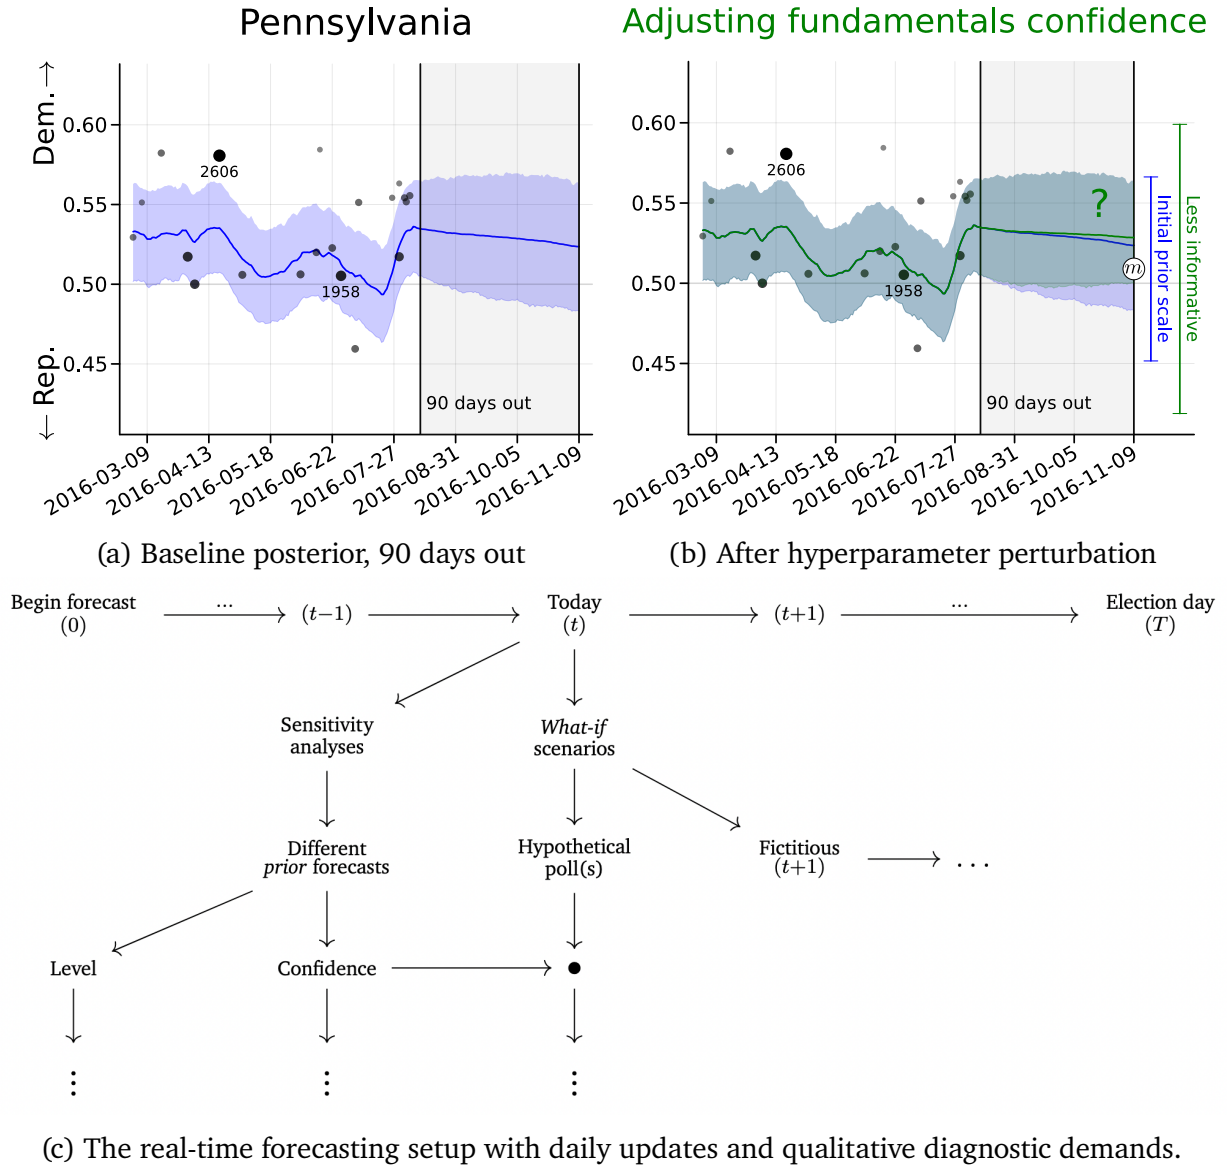 Pennsylvania
Adjusting fundamentals confidence
← Rep.
Dem. →
0.60
0.55
0.50
0.45
2606
1958
90 days out
2016-03-09
2016-04-13
2016-05-18
2016-06-22
2016-07-27
2016-08-31
2016-10-05
2016-11-09
0.60
0.55
0.50
0.45
2606
1958
?
m
Initial prior scale
Less informative
90 days out
2016-03-09
2016-04-13
2016-05-18
2016-06-22
2016-07-27
2016-08-31
2016-10-05
2016-11-09
(a) Baseline posterior, 90 days out
(b) After hyperparameter perturbation
Begin forecast
(0)
...
(t−1)
Today
(t)
(t+1)
...
Election day
(T)
Sensitivity
analyses
What-if
scenarios
Different
prior forecasts
Hypothetical
poll(s)
Fictitious
(t+1)
...
Level
Confidence
⋮
⋮
⋮
(c) The real-time forecasting setup with daily updates and qualitative diagnostic demands.